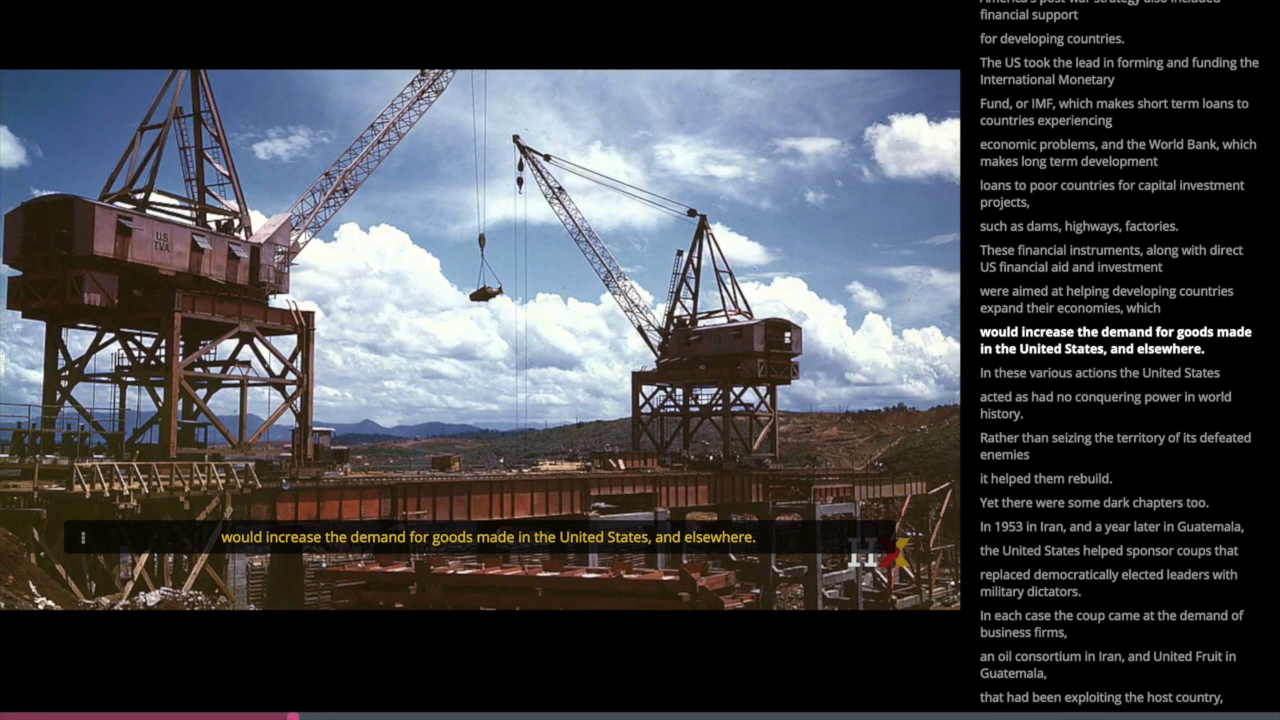 U.S.
TVA
would increase the demand for goods made in the United States, and elsewhere.
HX
America's post-war strategy also included
financial support
for developing countries.
The US took the lead in forming and funding the
International Monetary
Fund, or IMF, which makes short term loans to
countries experiencing
economic problems, and the World Bank, which
makes long term development
loans to poor countries for capital investment
projects,
such as dams, highways, factories.
These financial instruments, along with direct
US financial aid and investment
were aimed at helping developing countries
expand their economies, which
would increase the demand for goods made
in the United States, and elsewhere.
In these various actions the United States
acted as had no conquering power in world
history.
Rather than seizing the territory of its defeated
enemies
it helped them rebuild.
Yet there were some dark chapters too.
In 1953 in Iran, and a year later in Guatemala,
the United States helped sponsor coups that
replaced democratically elected leaders with
military dictators.
In each case the coup came at the demand of
business firms,
an oil consortium in Iran, and United Fruit in
Guatemala,
that had been exploiting the host country,